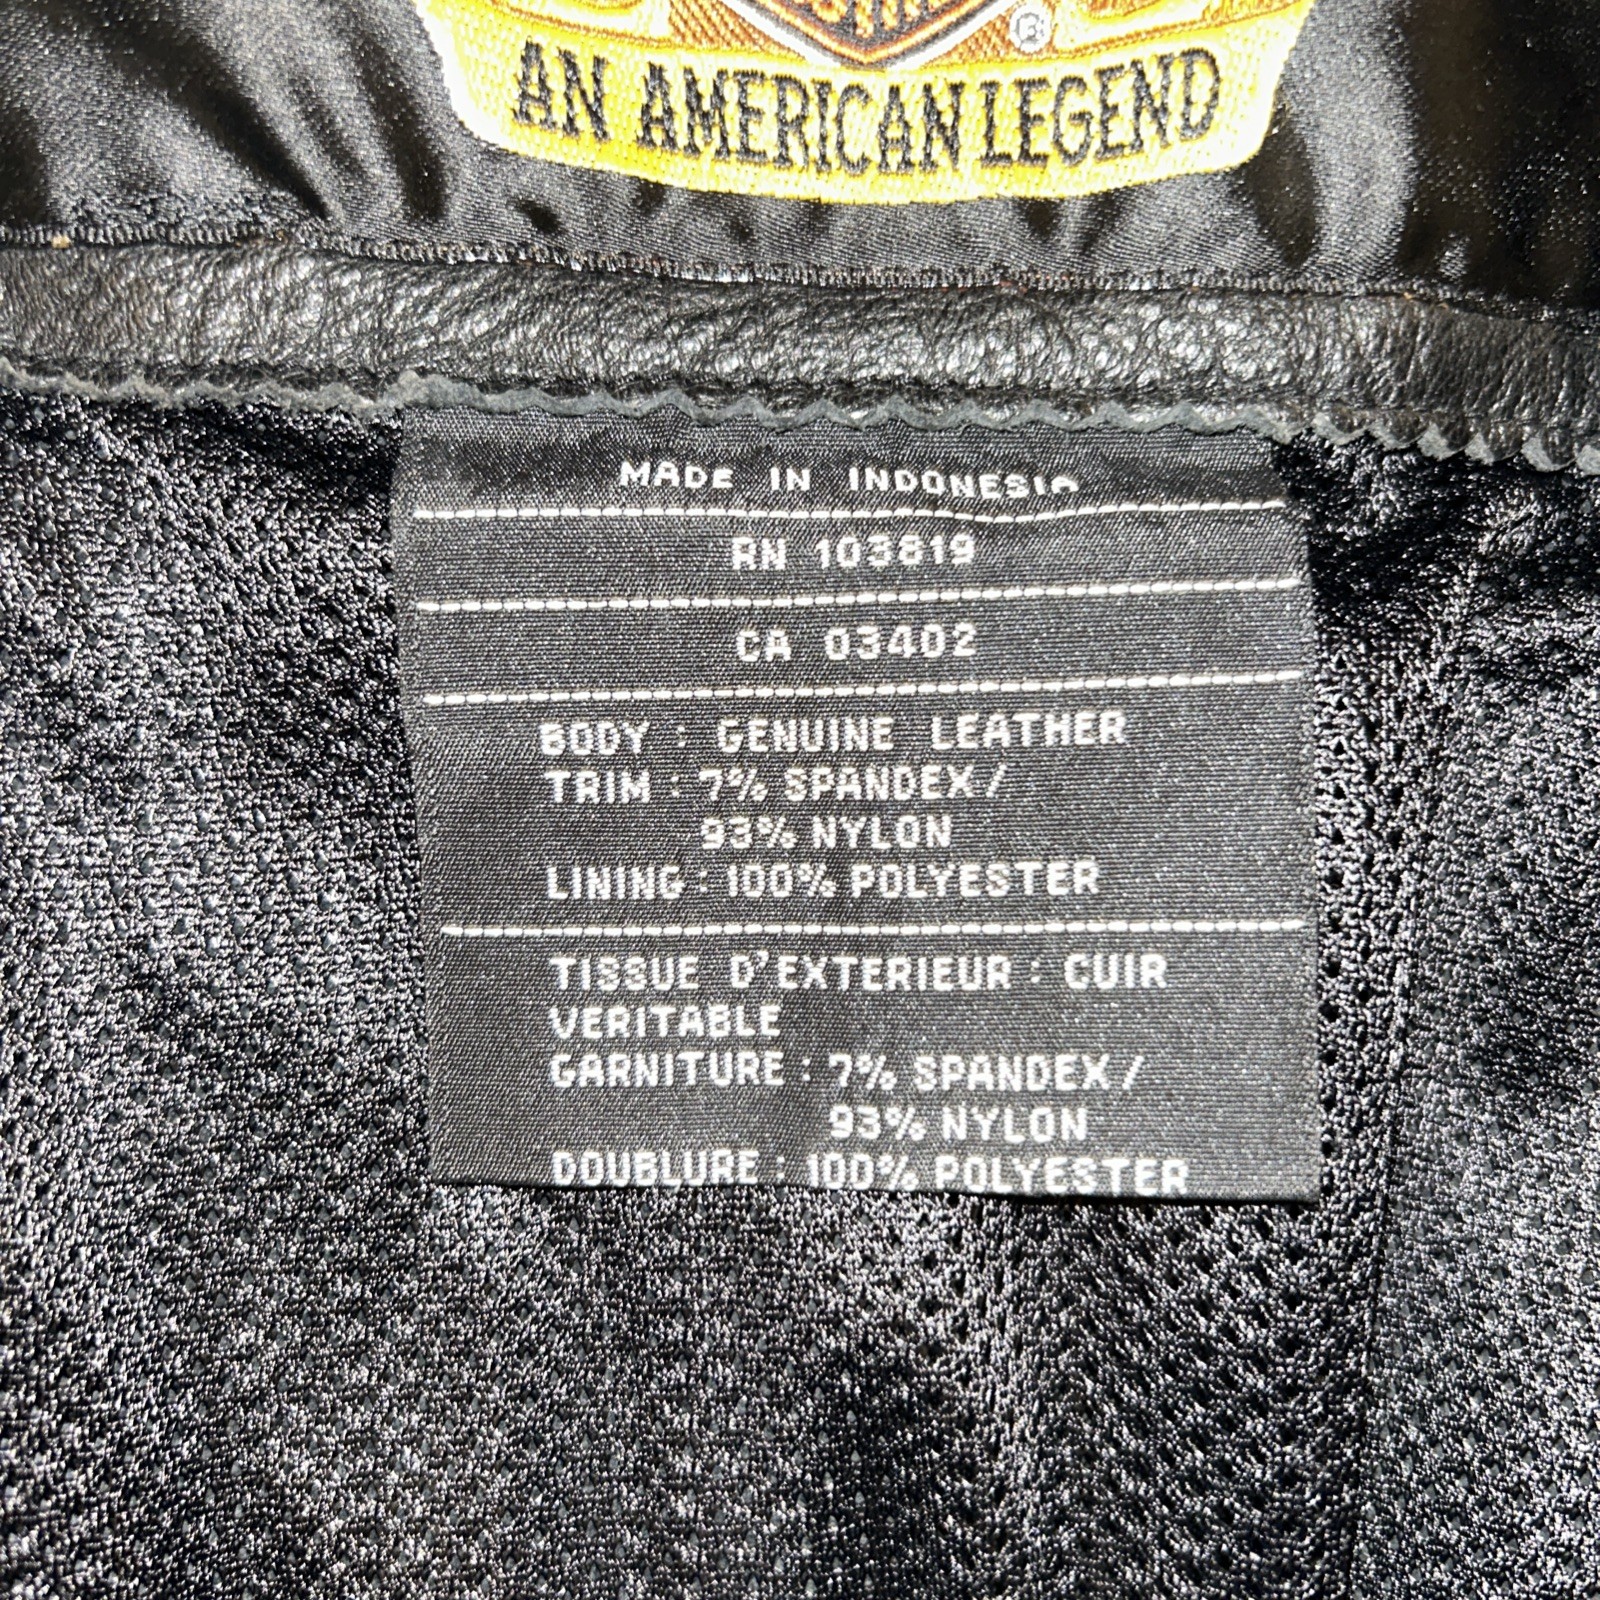 AN AMERICAN LEGEND
MADE IN INDONESIA
RN 103819
CA 03402
BODY : GENUINE LEATHER
TRIM : 7% SPANDEX /
93% NYLON
LINING : 100% POLYESTER
TISSUE D'EXTERIEUR : CUIR
VERITABLE
GARNITURE : 7% SPANDEX /
93% NYLON
DOUBLURE : 100% POLYESTER